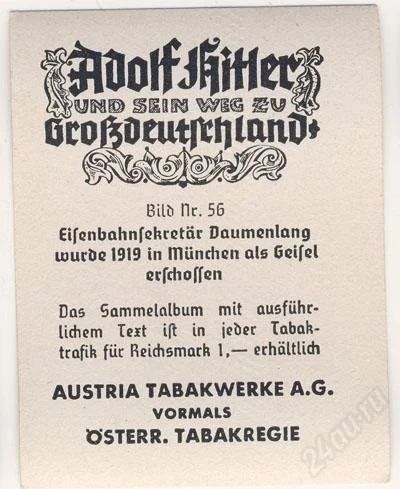 Adolf Hitler
UND SEIN WEG ZU
Großdeutschland
Bild Nr. 56
Eisenbahnsekretär Daumenlang
wurde 1919 in München als Geisel
erschossen
Das Sammelalbum mit ausführ-
lichem Text ist in jeder Tabak-
trafik für Reichsmark 1,— erhältlich
AUSTRIA TABAKWERKE A.G.
VORMALS
ÖSTERR. TABAKREGIE
24au.ru